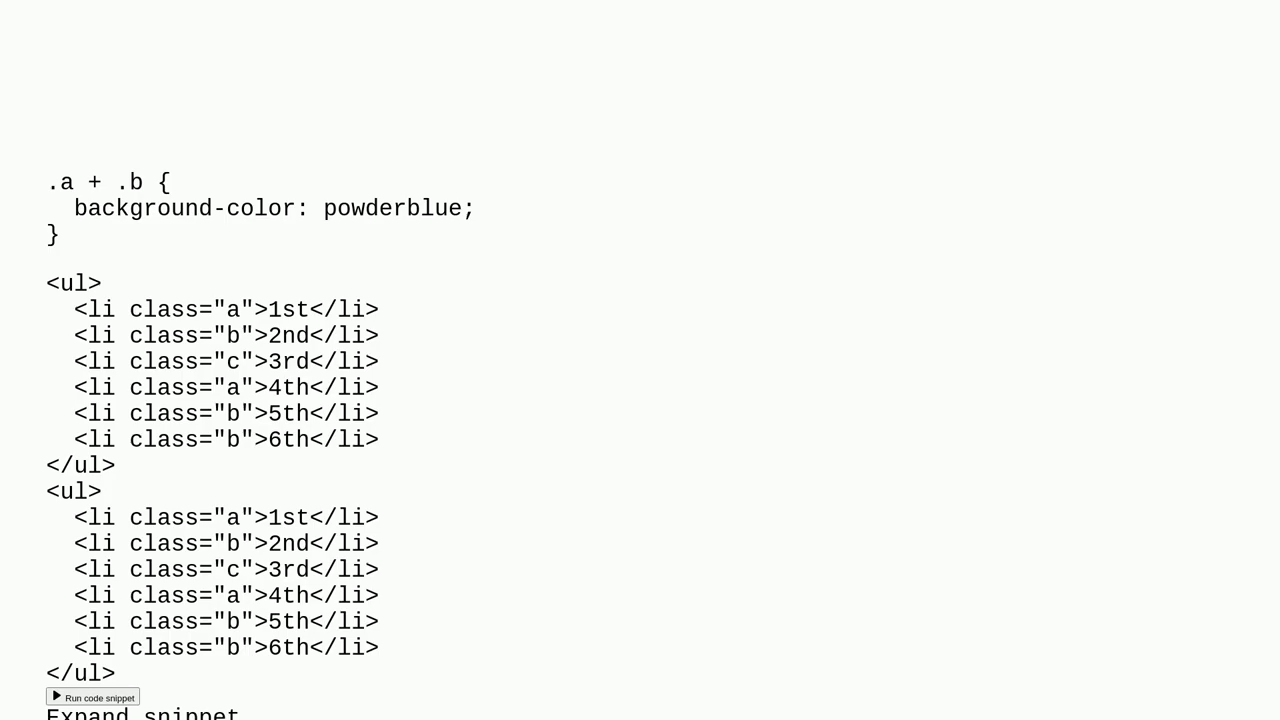 .a + .b {
  background-color: powderblue;
}
<ul>
  <li class="a">1st</li>
  <li class="b">2nd</li>
  <li class="c">3rd</li>
  <li class="a">4th</li>
  <li class="b">5th</li>
  <li class="b">6th</li>
</ul>
<ul>
  <li class="a">1st</li>
  <li class="b">2nd</li>
  <li class="c">3rd</li>
  <li class="a">4th</li>
  <li class="b">5th</li>
  <li class="b">6th</li>
</ul>
Run code snippet
Expand snippet